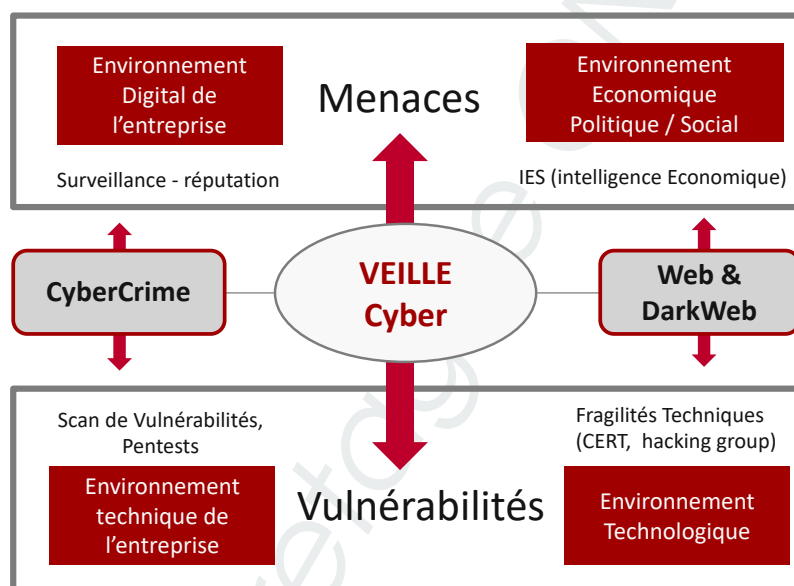 Environnement
Digital de
l'entreprise
Menaces
Environnement
Economique
Politique / Social
Surveillance - réputation
IES (intelligence Economique)
CyberCrime
VEILLE
Cyber
Web &
DarkWeb
Scan de Vulnérabilités,
Pentests
Fragilités Techniques
(CERT, hacking group)
Environnement
technique de
l'entreprise
Vulnérabilités
Environnement
Technologique